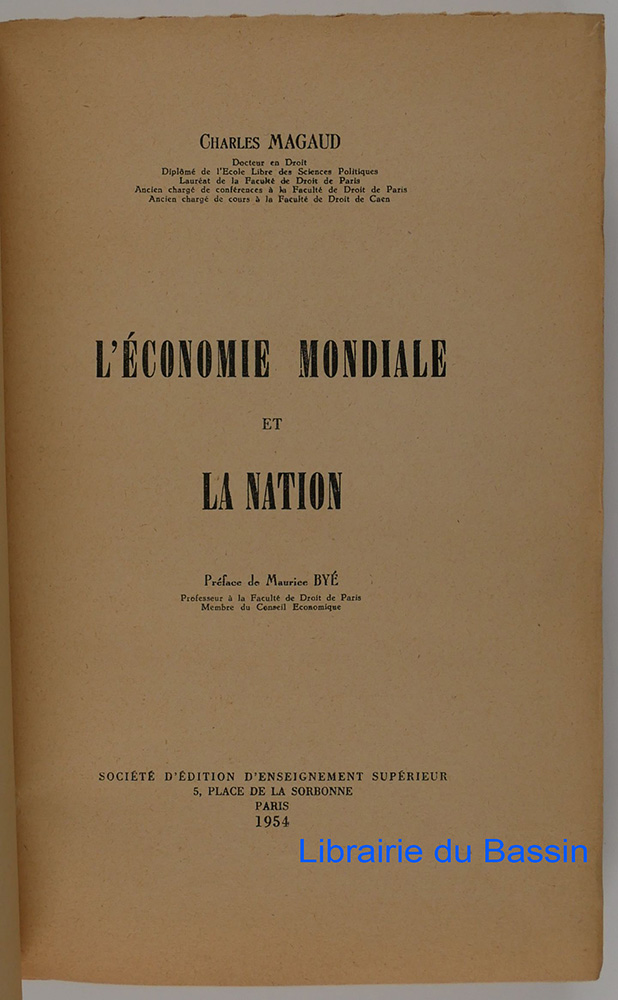 CHARLES MAGAUD
Docteur en Droit
Diplômé de l'Ecole Libre des Sciences Politiques
Lauréat de la Faculté de Droit de Paris
Ancien chargé de conférences à la Faculté de Droit de Paris
Ancien chargé de cours à la Faculté de Droit de Caen
L'ÉCONOMIE MONDIALE
ET
LA NATION
Préface de Maurice BYÉ
Professeur à la Faculté de Droit de Paris
Membre du Conseil Economique
SOCIÉTÉ D'ÉDITION D'ENSEIGNEMENT SUPÉRIEUR
5, PLACE DE LA SORBONNE
PARIS
1954
Librairie du Bassin